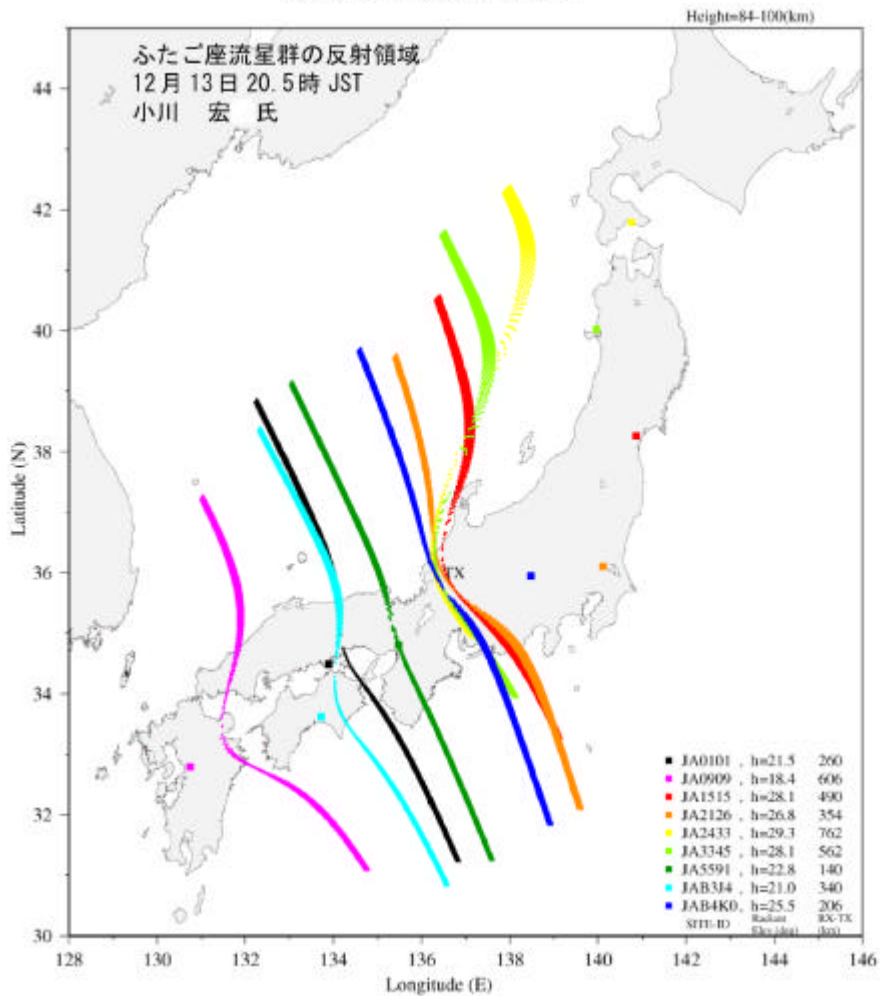 Height=84-100(km)
ふたご座流星群の反射領域
12月13日 20.5時 JST
小川　宏　氏
44
42
40
38
36
34
32
30
Latitude (N)
TX
JA0101 , h=21.5 260
JA0909 , h=18.4 606
JA1515 , h=28.1 490
JA2126 , h=26.8 354
JA2433 , h=29.3 762
JA3345 , h=28.1 562
JA5591 , h=22.8 140
JAB3J4 , h=21.0 340
JAB4K0, h=25.5 206
SITE-ID Radiant Elev.(deg) RX-TX (km)
128 130 132 134 136 138 140 142 144 146
Longitude (E)